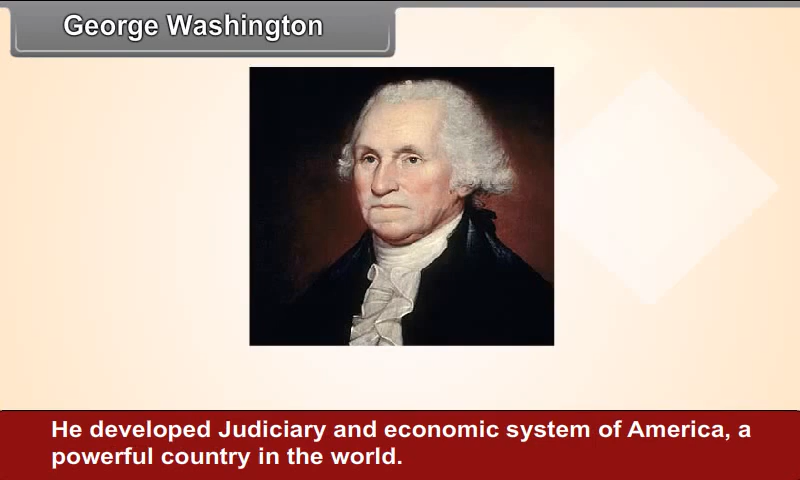 George Washington
He developed Judiciary and economic system of America, a
powerful country in the world.